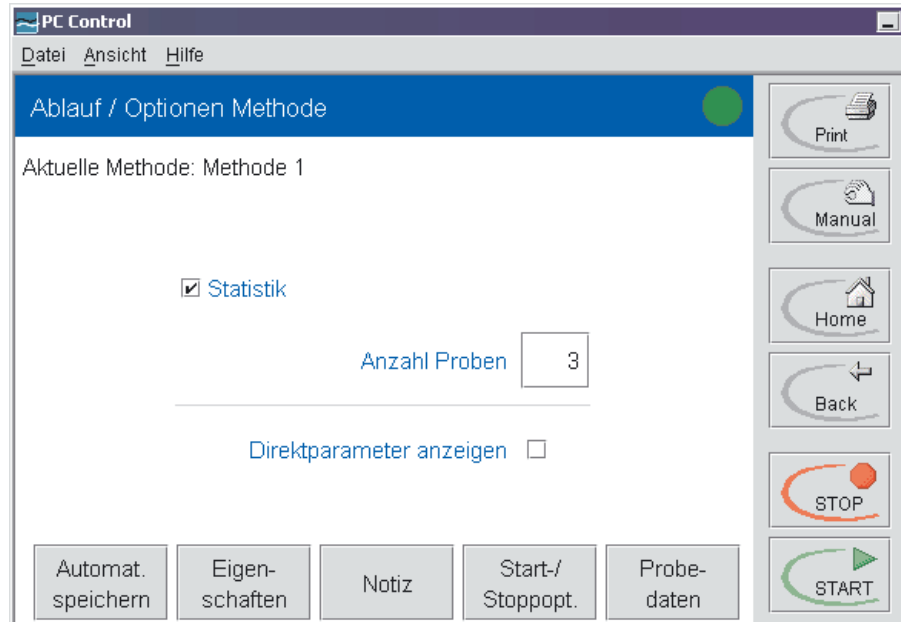 PC Control
Datei Ansicht Hilfe
Ablauf / Optionen Methode
Aktuelle Methode: Methode 1
Statistik
Anzahl Proben 3
Direktparameter anzeigen
Automat.
speichern
Eigen-
schaften
Notiz
Start-/
Stoppopt.
Probe-
daten
Print
Manual
Home
Back
STOP
START